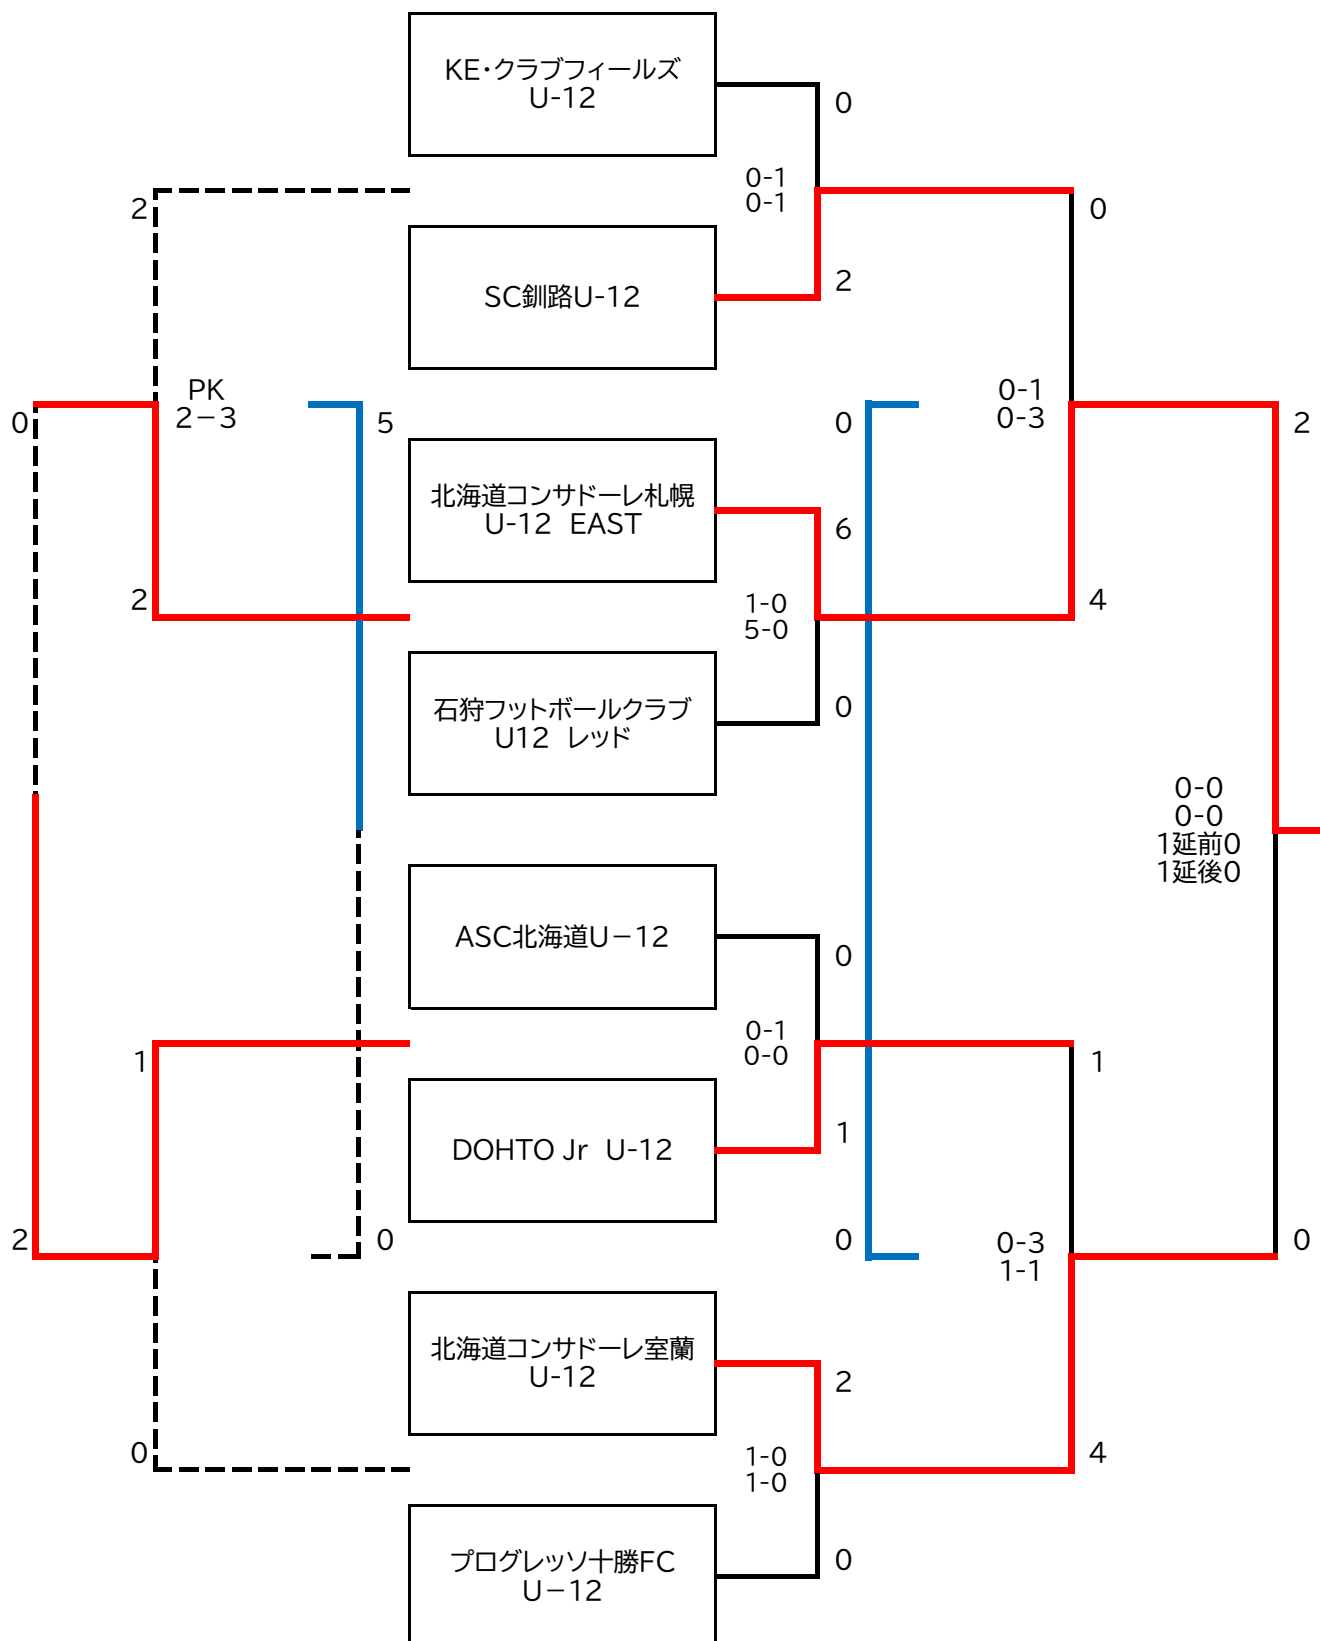 KE・クラブフィールズ
U-12
0
0-1
0-1
2
0
SC釧路U-12
2
PK
2－3
5
0
0
0-1
0-3
2
北海道コンサドーレ札幌
U-12　EAST
6
2
1-0
5-0
4
石狩フットボールクラブ
U12　レッド
0
0-0
0-0
1延前0
1延後0
ASC北海道U－12
0
0-1
0-0
1
1
DOHTO Jr　U-12
1
2
0
0
0-3
1-1
0
北海道コンサドーレ室蘭
U-12
2
0
1-0
1-0
4
プログレッソ十勝FC
U－12
0